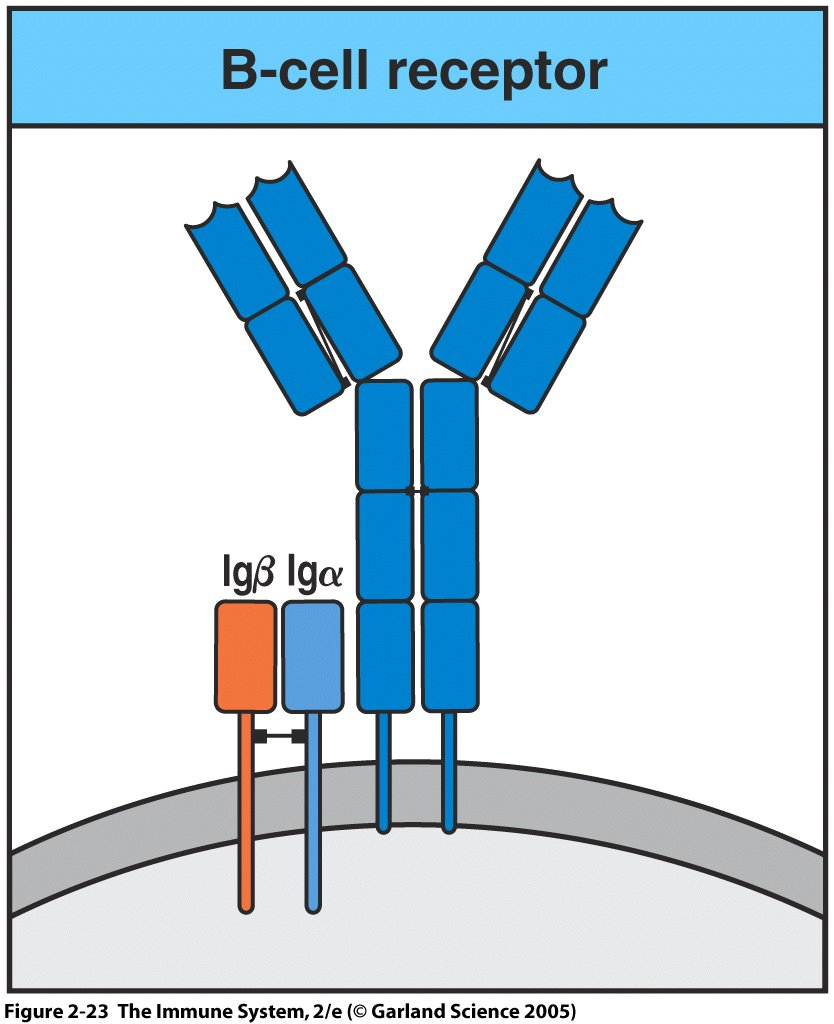 B-cell receptor
Igβ Igα
Figure 2-23 The Immune System, 2/e (© Garland Science 2005)